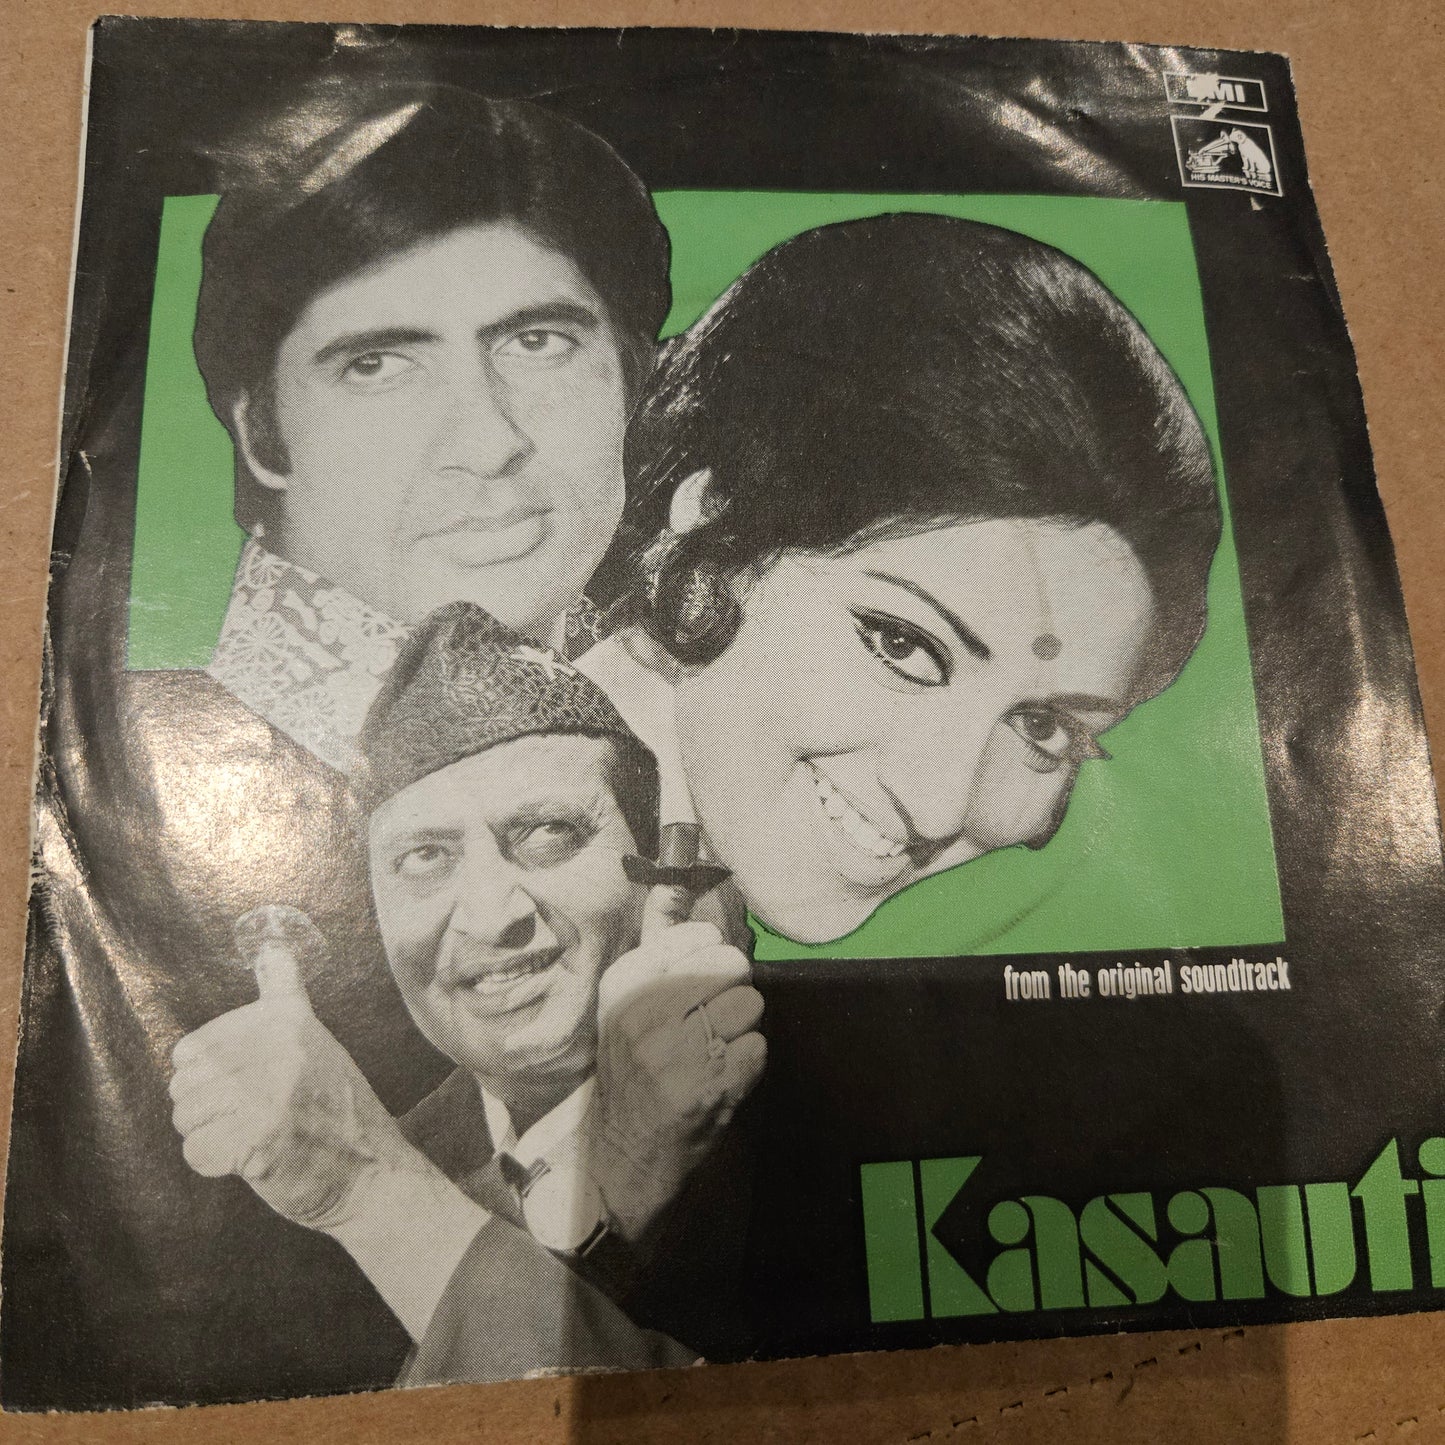 EMI
HIS MASTER'S VOICE
from the original soundtrack
Kasauti